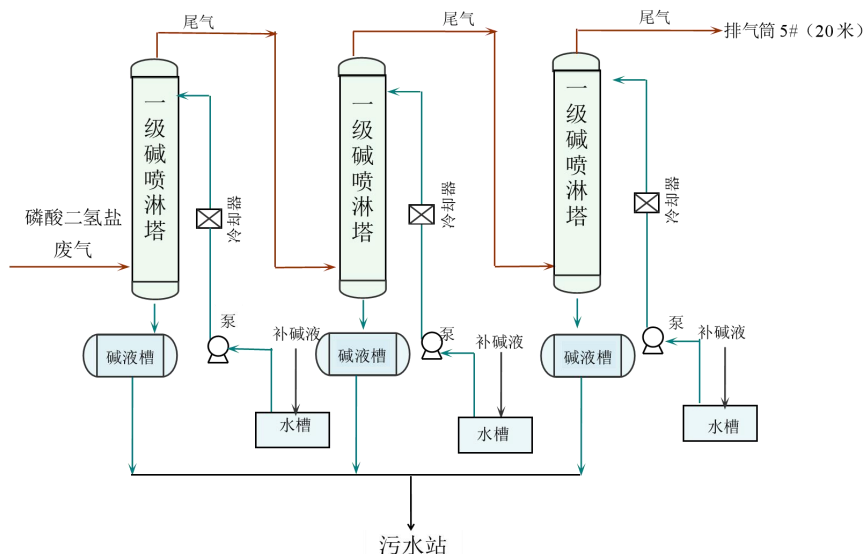 尾气
尾气
尾气
排气筒 5#（20 米）
一级碱喷淋塔
一级碱喷淋塔
一级碱喷淋塔
冷却器
冷却器
冷却器
磷酸二氢盐
废气
泵
补碱液
泵
补碱液
泵
补碱液
碱液槽
碱液槽
碱液槽
水槽
水槽
水槽
污水站